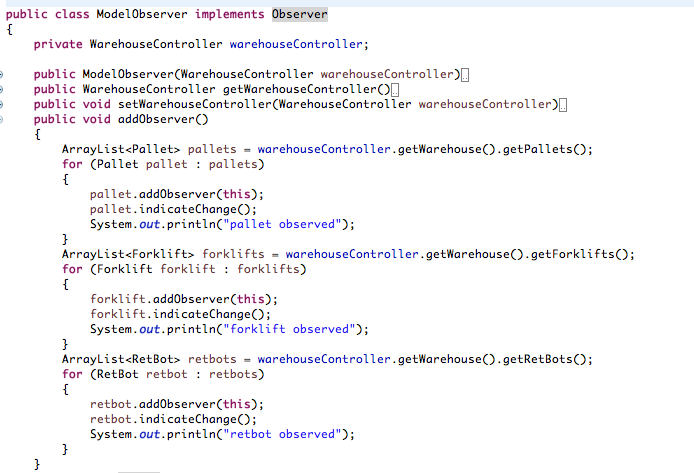 public class ModelObserver implements Observer
{
    private WarehouseController warehouseController;

    public ModelObserver(WarehouseController warehouseController)
    public WarehouseController getWarehouseController()
    public void setWarehouseController(WarehouseController warehouseController)
    public void addObserver()
    {
        ArrayList<Pallet> pallets = warehouseController.getWarehouse().getPallets();
        for (Pallet pallet : pallets)
        {
            pallet.addObserver(this);
            pallet.indicateChange();
            System.out.println("pallet observed");
        }
        ArrayList<Forklift> forklifts = warehouseController.getWarehouse().getForklifts();
        for (Forklift forklift : forklifts)
        {
            forklift.addObserver(this);
            forklift.indicateChange();
            System.out.println("forklift observed");
        }
        ArrayList<RetBot> retbots = warehouseController.getWarehouse().getRetBots();
        for (RetBot retbot : retbots)
        {
            retbot.addObserver(this);
            retbot.indicateChange();
            System.out.println("retbot observed");
        }
    }